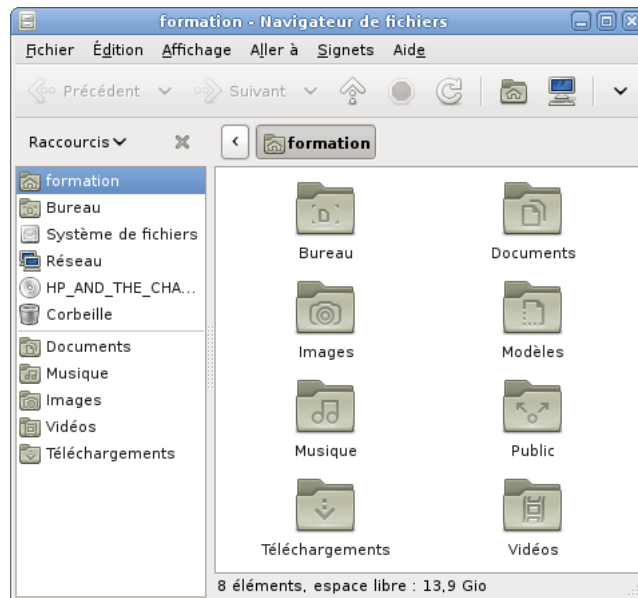 formation - Navigateur de fichiers
Fichier Édition Affichage Aller à Signets Aide
Précédent Suivant
Raccourcis
formation
formation
Bureau
Système de fichiers
Réseau
HP_AND_THE_CHA...
Corbeille
Documents
Musique
Images
Vidéos
Téléchargements
Bureau Documents
Images Modèles
Musique Public
Téléchargements Vidéos
8 éléments, espace libre : 13,9 Gio